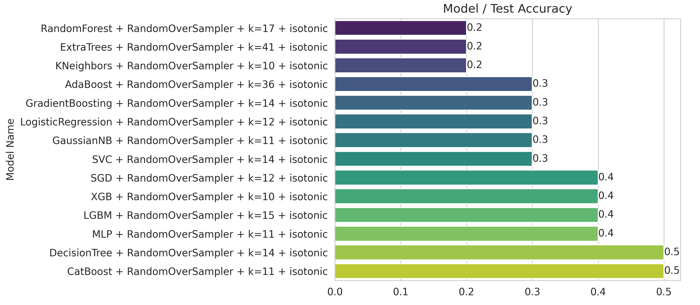 Model / Test Accuracy
RandomForest + RandomOverSampler + k=17 + isotonic 0.2
ExtraTrees + RandomOverSampler + k=41 + isotonic 0.2
KNeighbors + RandomOverSampler + k=10 + isotonic 0.2
AdaBoost + RandomOverSampler + k=36 + isotonic 0.3
GradientBoosting + RandomOverSampler + k=14 + isotonic 0.3
LogisticRegression + RandomOverSampler + k=12 + isotonic 0.3
GaussianNB + RandomOverSampler + k=11 + isotonic 0.3
SVC + RandomOverSampler + k=14 + isotonic 0.3
SGD + RandomOverSampler + k=12 + isotonic 0.4
XGB + RandomOverSampler + k=10 + isotonic 0.4
LGBM + RandomOverSampler + k=15 + isotonic 0.4
MLP + RandomOverSampler + k=11 + isotonic 0.4
DecisionTree + RandomOverSampler + k=14 + isotonic 0.5
CatBoost + RandomOverSampler + k=11 + isotonic 0.5
Model Name
0.0 0.1 0.2 0.3 0.4 0.5